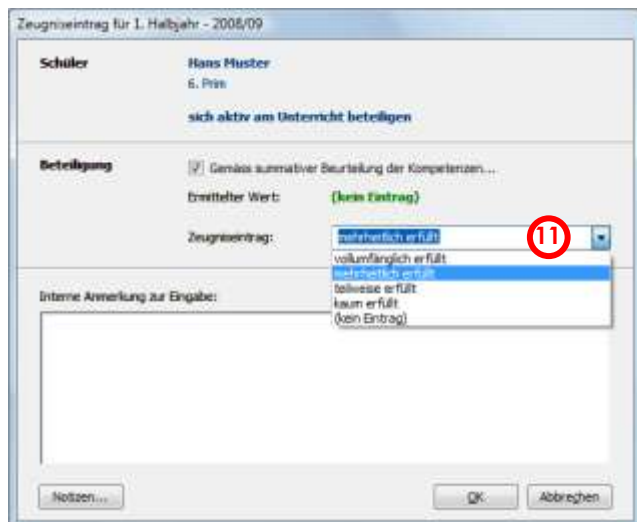 Zeugniseintrag für 1. Halbjahr - 2008/09
Schüler Hans Muster
6. Prim
sich aktiv am Unterricht beteiligen
Beteiligung Gemäss summativer Beurteilung der Kompetenzen...
Ermittelter Wert: (kein Eintrag)
Zeugniseintrag: mehrheitlich erfüllt 11
vollumfänglich erfüllt
mehrheitlich erfüllt
teilweise erfüllt
kaum erfüllt
(kein Eintrag)
Interne Anmerkung zur Eingabe:
Notizen... OK Abbrechen